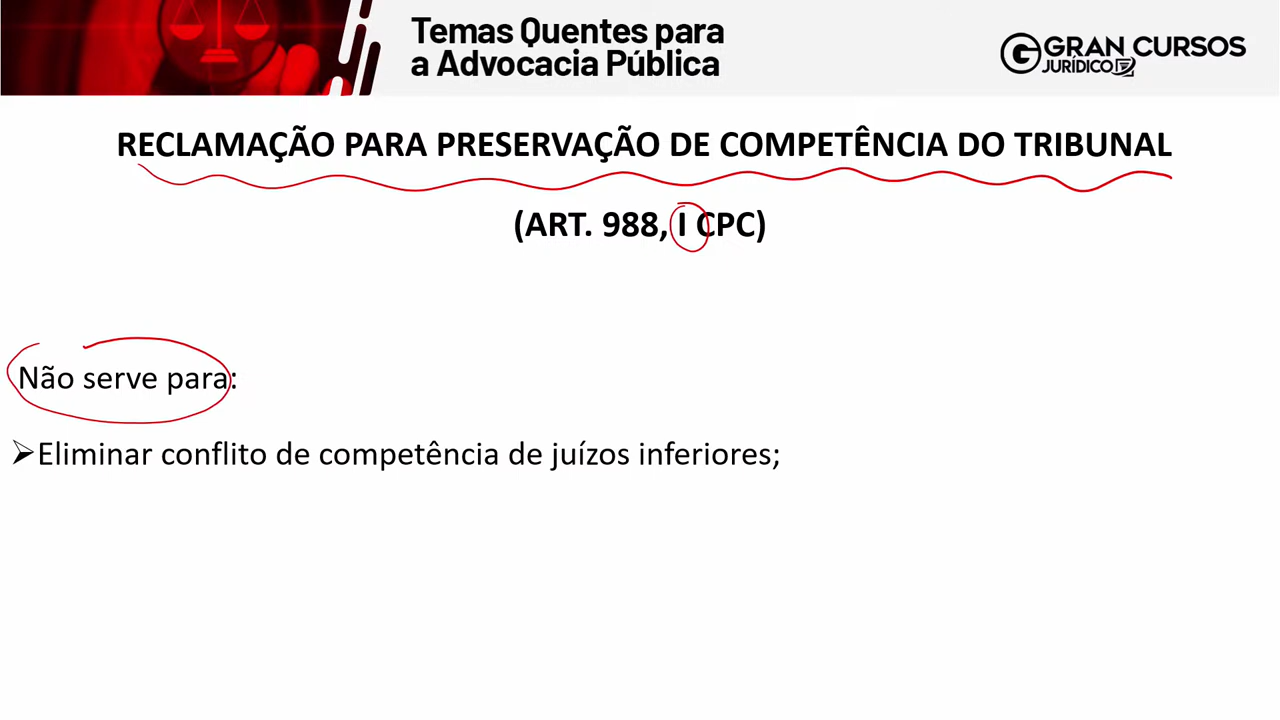 Temas Quentes para
a Advocacia Pública
GRAN CURSOS
JURÍDICO
RECLAMAÇÃO PARA PRESERVAÇÃO DE COMPETÊNCIA DO TRIBUNAL
(ART. 988, I CPC)
Não serve para:
➢Eliminar conflito de competência de juízos inferiores;